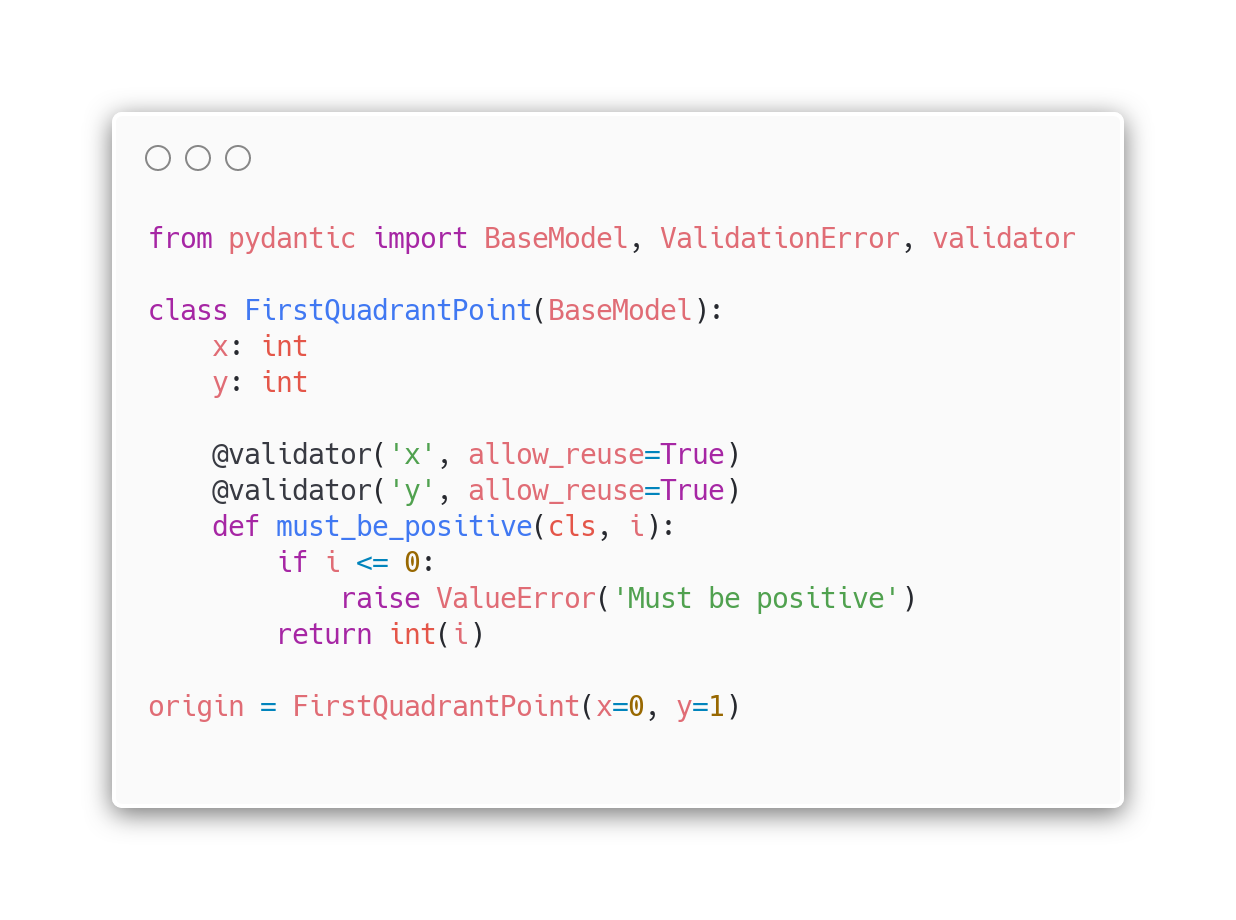 from pydantic import BaseModel, ValidationError, validator
class FirstQuadrantPoint(BaseModel):
    x: int
    y: int
    @validator('x', allow_reuse=True)
    @validator('y', allow_reuse=True)
    def must_be_positive(cls, i):
        if i <= 0:
            raise ValueError('Must be positive')
        return int(i)
origin = FirstQuadrantPoint(x=0, y=1)